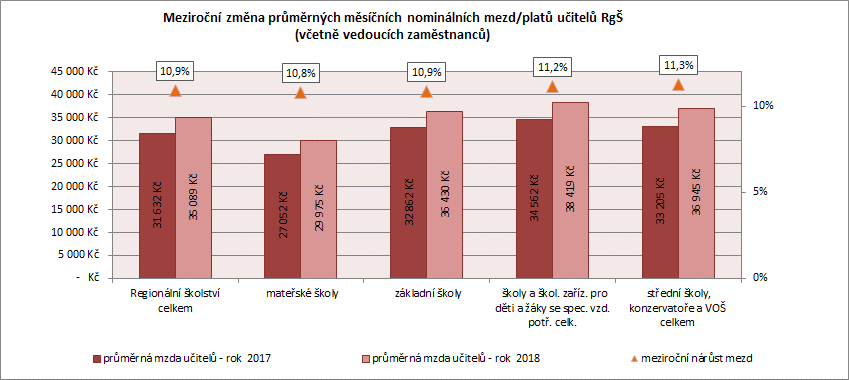 Meziroční změna průměrných měsíčních nominálních mezd/platů učitelů RgŠ
(včetně vedoucích zaměstnanců)
45 000 Kč
40 000 Kč
35 000 Kč
30 000 Kč
25 000 Kč
20 000 Kč
15 000 Kč
10 000 Kč
5 000 Kč
- Kč
10,9%
10,8%
10,9%
11,2%
11,3%
31 632 Kč
35 089 Kč
27 052 Kč
29 975 Kč
32 862 Kč
36 430 Kč
34 562 Kč
38 419 Kč
33 205 Kč
36 945 Kč
10%
5%
0%
Regionální školství
celkem
mateřské školy
základní školy
školy a škol. zaříz. pro
děti a žáky se spec. vzd.
potř. celk.
střední školy,
konzervatoře a VOŠ
celkem
průměrná mzda učitelů - rok 2017
průměrná mzda učitelů - rok 2018
meziroční nárůst mezd